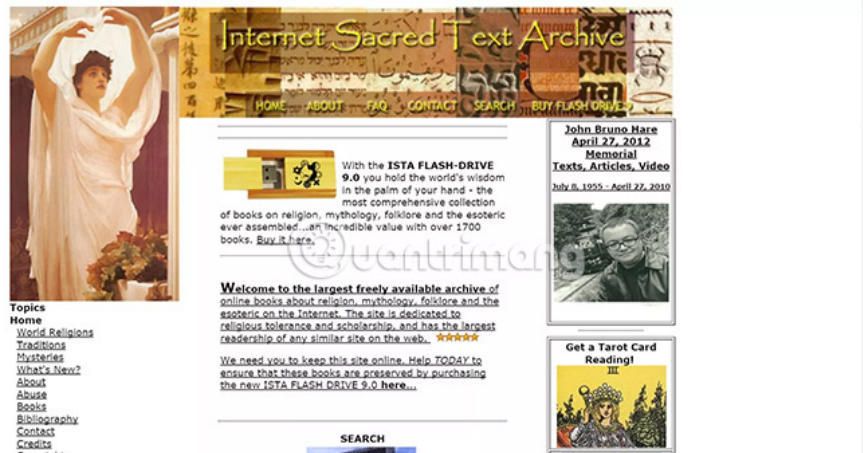 Internet Sacred Text Archive
HOME ABOUT FAQ CONTACT SEARCH BUY FLASH DRIVE
With the ISTA FLASH-DRIVE
9.0 you hold the world's wisdom
in the palm of your hand - the
most comprehensive collection
of books on religion, mythology, folklore and the esoteric
ever assembled...an incredible value with over 1700
books. Buy it here.
Welcome to the largest freely available archive of
online books about religion, mythology, folklore and the
esoteric on the Internet. The site is dedicated to
religious tolerance and scholarship, and has the largest
readership of any similar site on the web.
We need you to keep this site online. Help TODAY to
ensure that these books are preserved by purchasing
the new ISTA FLASH DRIVE 9.0 here...
SEARCH
John Bruno Hare
April 27, 2012
Memorial
Texts, Articles, Video
July 8, 1955 - April 27, 2010
Get a Tarot Card
Reading!
III
Topics
Home
World Religions
Traditions
Mysteries
What's New?
About
Abuse
Books
Bibliography
Contact
Credits
Quantrimang